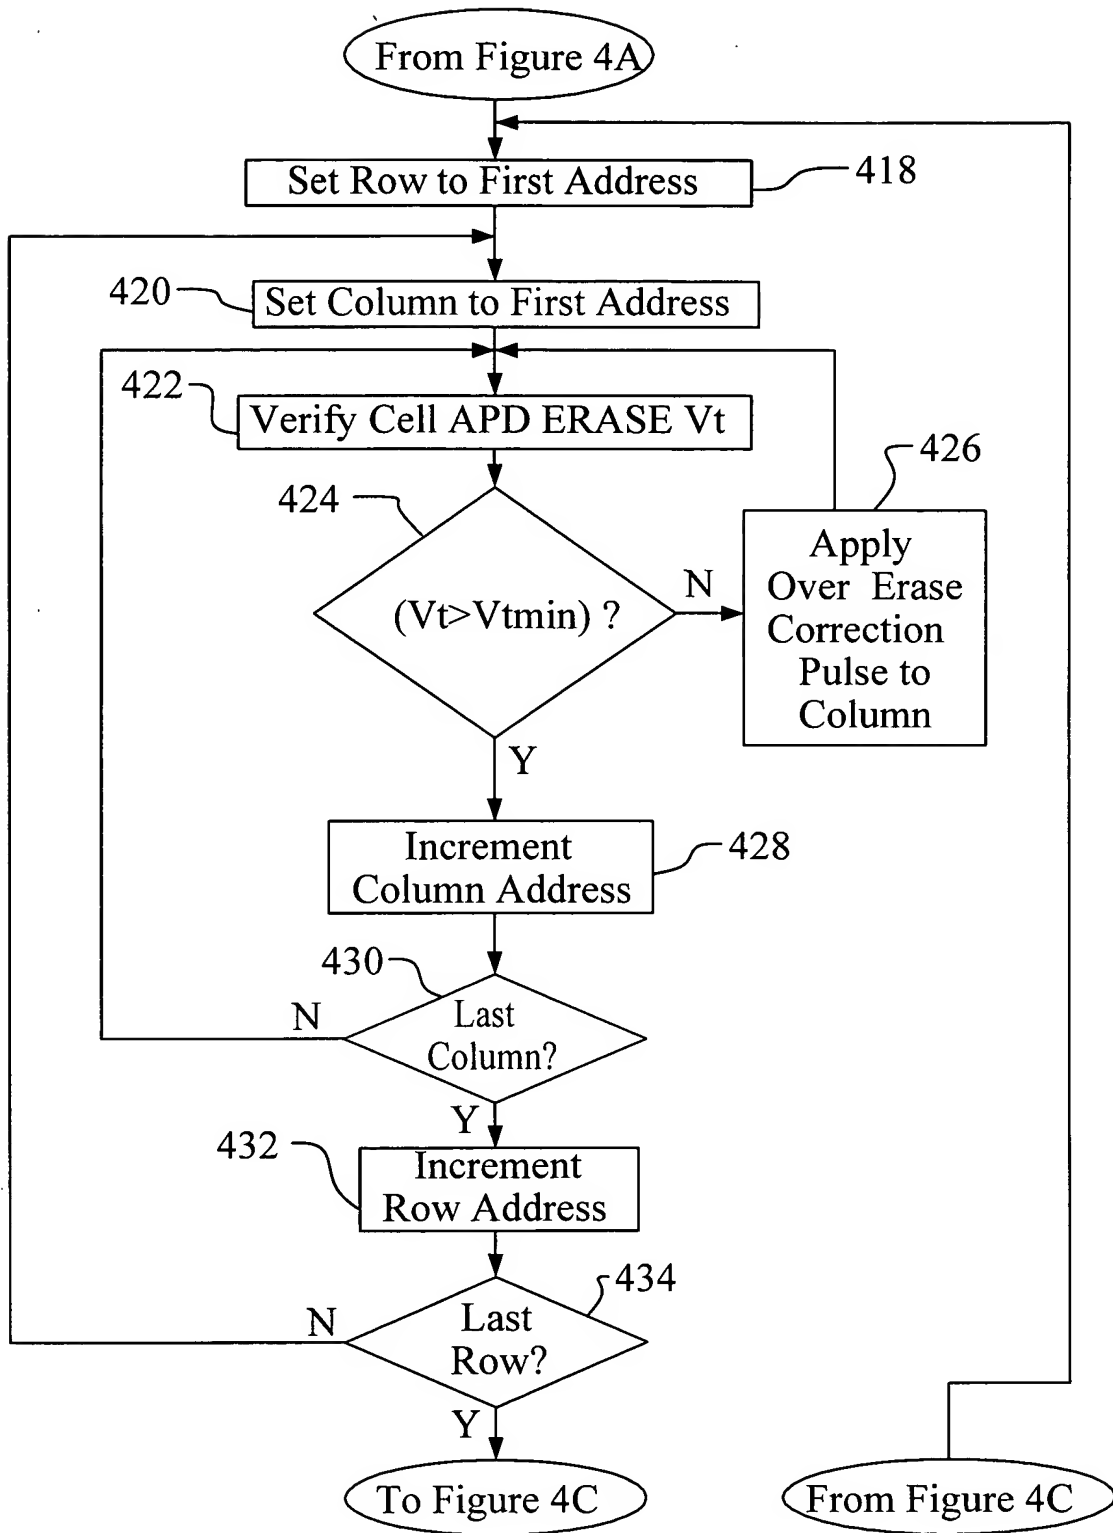 From Figure 4A
Set Row to First Address
418
420
Set Column to First Address
422
Verify Cell APD ERASE Vt
424
426
(Vt>Vtmin) ?
N
Apply
Over Erase
Correction
Pulse to
Column
Y
Increment
Column Address
428
430
N
Last
Column?
Y
432
Increment
Row Address
434
N
Last
Row?
Y
To Figure 4C
From Figure 4C